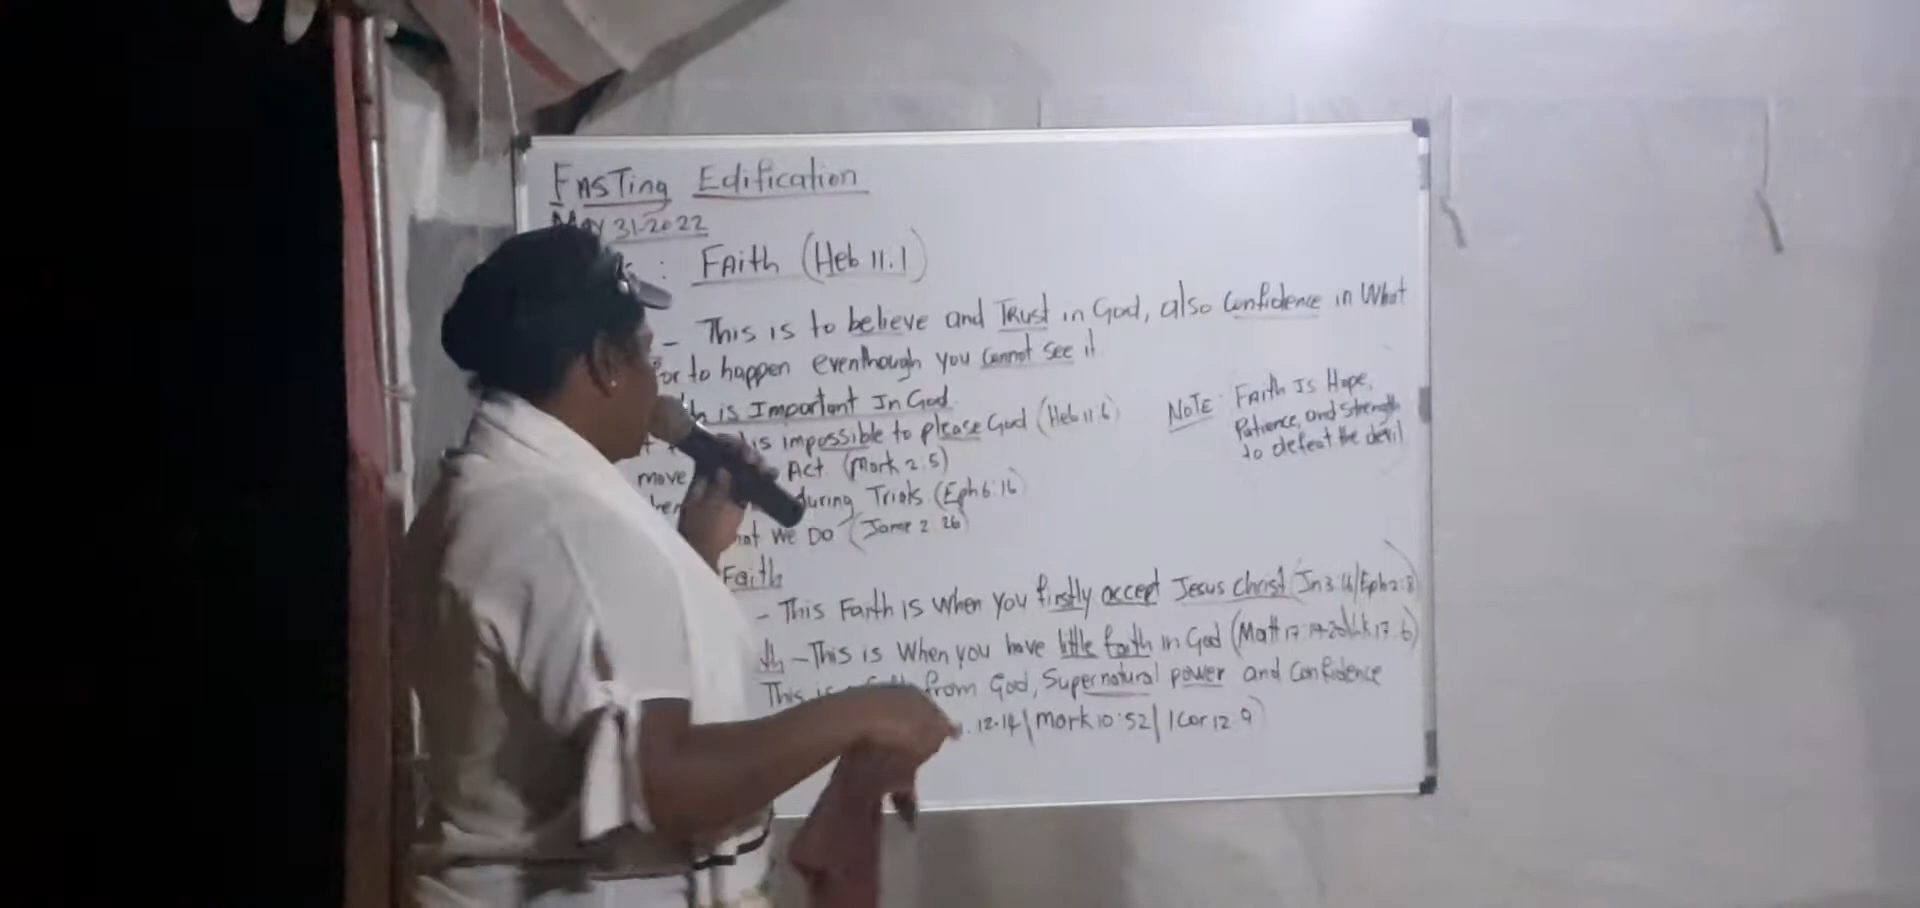 FASTing Edification
MAY 31-2022
: FAith (Heb 11.1)
- This is to believe and TRust in God, also Confidence in What
for to happen eventhough you cannot see it
is Important In God
is impossible to please God (Heb 11:6)
move Act (Mark 2.5)
during Trials (Eph 6:16)
what we Do (Jame 2 26)
Faith
- This Faith is when you firstly accept Jesus Christ (Jn 3:16/Eph 2:8)
- This is When you have little faith in God (Matt 17:14-20/Lk 17:6)
This is from God, Supernatural power and Confidence
12.14 | Mark 10:52 | 1 Cor 12:9)
NOTE: FAith Is Hope,
Patience, and Strength
to defeat the devil